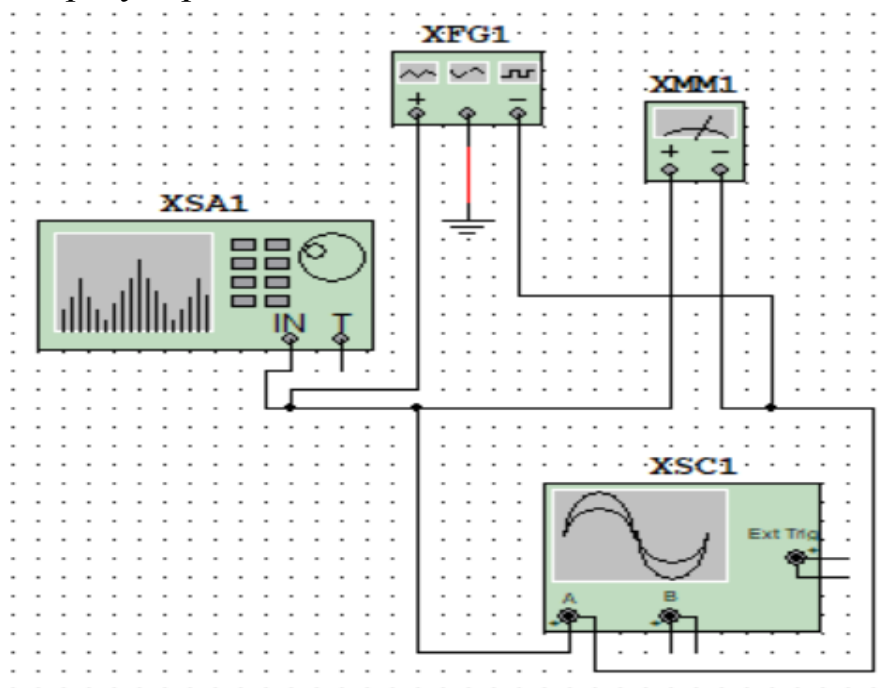 XFG1
+
−
XMM1
+ −
XSA1
IN T
XSC1
Ext Trig
+
A
B
+
+